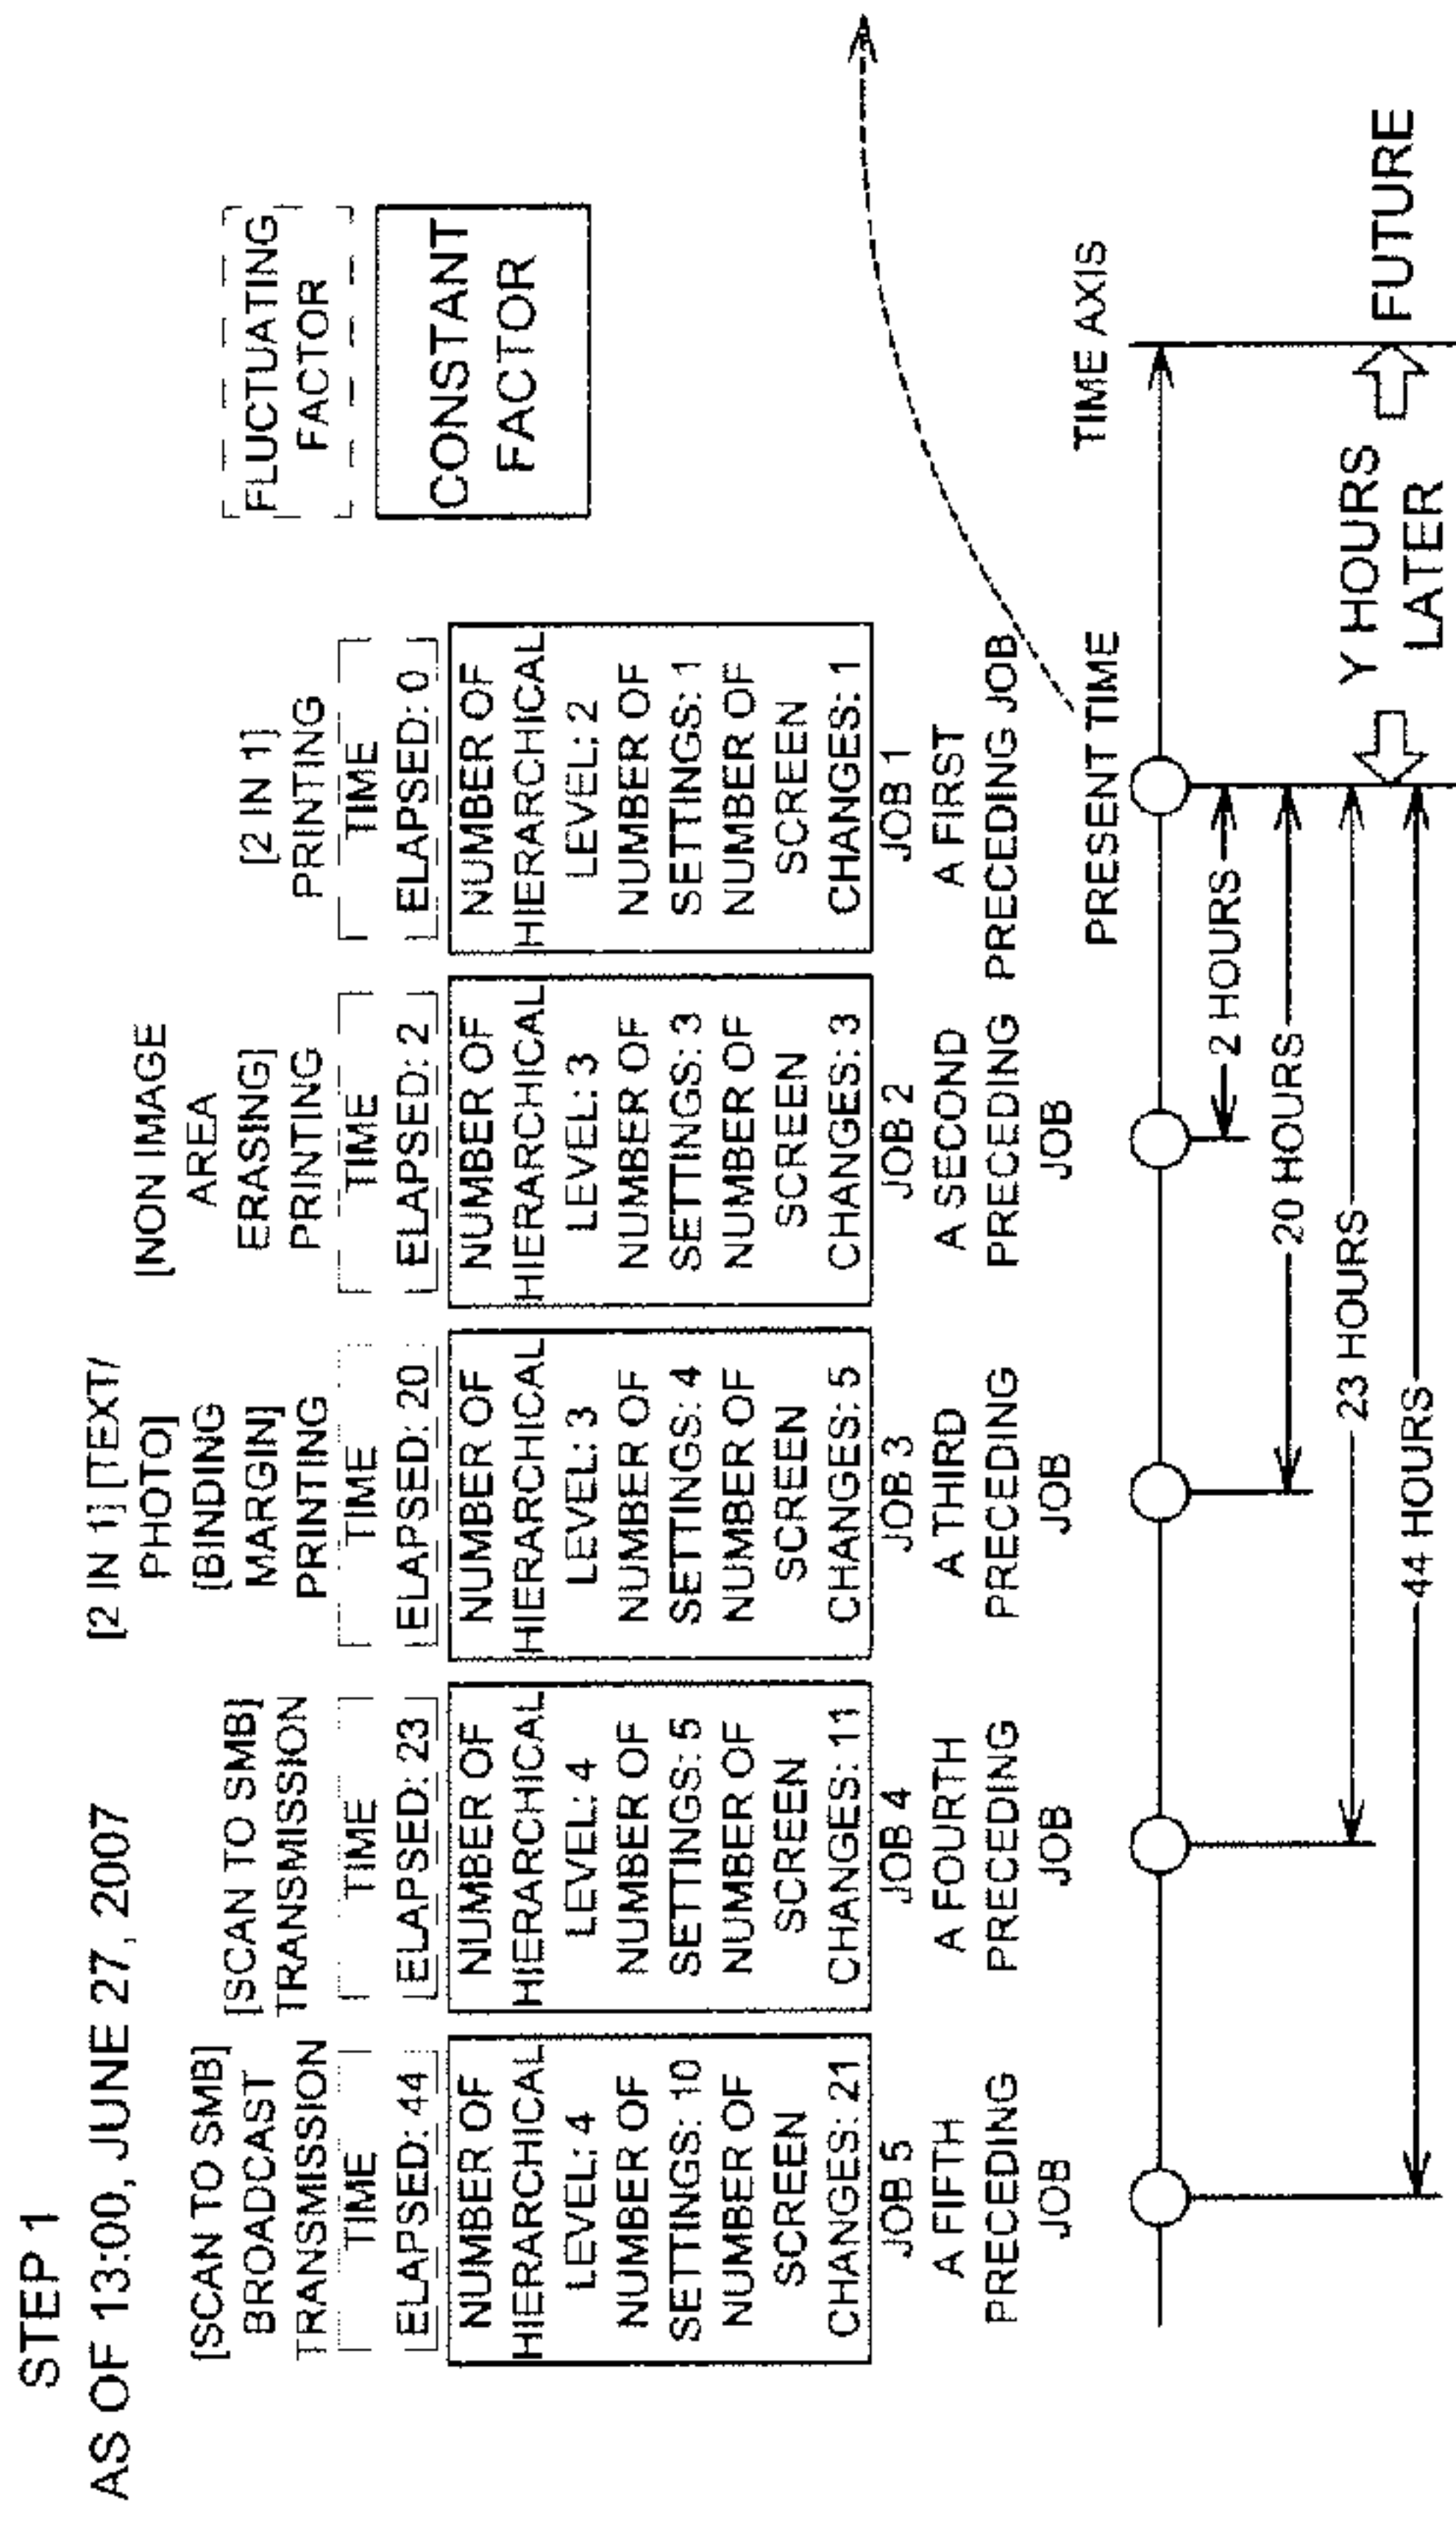 STEP 1
AS OF 13:00, JUNE 27, 2007
[SCAN TO SMB]
BROADCAST
TRANSMISSION
TIME
ELAPSED: 44
NUMBER OF
HIERARCHICAL
LEVEL: 4
NUMBER OF
SETTINGS: 10
NUMBER OF
SCREEN
CHANGES: 21
JOB 5
A FIFTH
PRECEDING
JOB
[SCAN TO SMB]
TRANSMISSION
TIME
ELAPSED: 23
NUMBER OF
HIERARCHICAL
LEVEL: 4
NUMBER OF
SETTINGS: 5
NUMBER OF
SCREEN
CHANGES: 11
JOB 4
A FOURTH
PRECEDING
JOB
[2 IN 1] [TEXT/
PHOTO]
[BINDING
MARGIN]
PRINTING
TIME
ELAPSED: 20
NUMBER OF
HIERARCHICAL
LEVEL: 3
NUMBER OF
SETTINGS: 4
NUMBER OF
SCREEN
CHANGES: 5
JOB 3
A THIRD
PRECEDING
JOB
[NON IMAGE
AREA
ERASING]
PRINTING
TIME
ELAPSED: 2
NUMBER OF
HIERARCHICAL
LEVEL: 3
NUMBER OF
SETTINGS: 3
NUMBER OF
SCREEN
CHANGES: 3
JOB 2
A SECOND
PRECEDING
JOB
[2 IN 1]
PRINTING
TIME
ELAPSED: 0
NUMBER OF
HIERARCHICAL
LEVEL: 2
NUMBER OF
SETTINGS: 1
NUMBER OF
SCREEN
CHANGES: 1
JOB 1
A FIRST
PRECEDING JOB
PRESENT TIME
FLUCTUATING
FACTOR
CONSTANT
FACTOR
TIME AXIS
2 HOURS
20 HOURS
23 HOURS
44 HOURS
Y HOURS
LATER
FUTURE